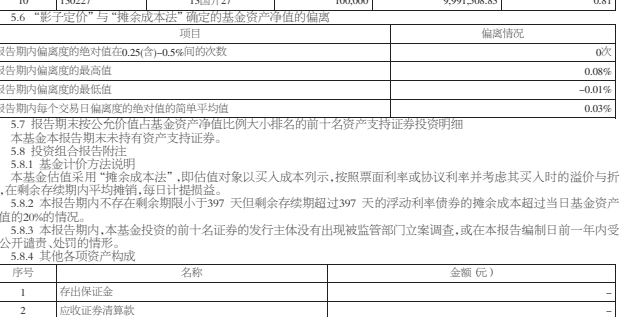 10 130227 13国开27 100,000 9,991,508.83 0.81
5.6 “影子定价”与“摊余成本法”确定的基金资产净值的偏离
项目 偏离情况
报告期内偏离度的绝对值在0.25(含)–0.5%间的次数 0次
报告期内偏离度的最高值 0.08%
报告期内偏离度的最低值 –0.01%
报告期内每个交易日偏离度的绝对值的简单平均值 0.03%
5.7 报告期末按公允价值占基金资产净值比例大小排名的前十名资产支持证券投资明细
本基金本报告期末未持有资产支持证券。
5.8 投资组合报告附注
5.8.1 基金计价方法说明
本基金估值采用“摊余成本法”,即估值对象以买入成本列示,按照票面利率或协议利率并考虑其买入时的溢价与折
,在剩余存续期内平均摊销,每日计提损益。
5.8.2 本报告期内不存在剩余期限小于397 天但剩余存续期超过397 天的浮动利率债券的摊余成本超过当日基金资产
值的20%的情况。
5.8.3 本报告期内,本基金投资的前十名证券的发行主体没有出现被监管部门立案调查,或在本报告编制日前一年内受
公开谴责、处罚的情形。
5.8.4 其他各项资产构成
序号 名称 金额(元)
1 存出保证金 –
2 应收证券清算款 –